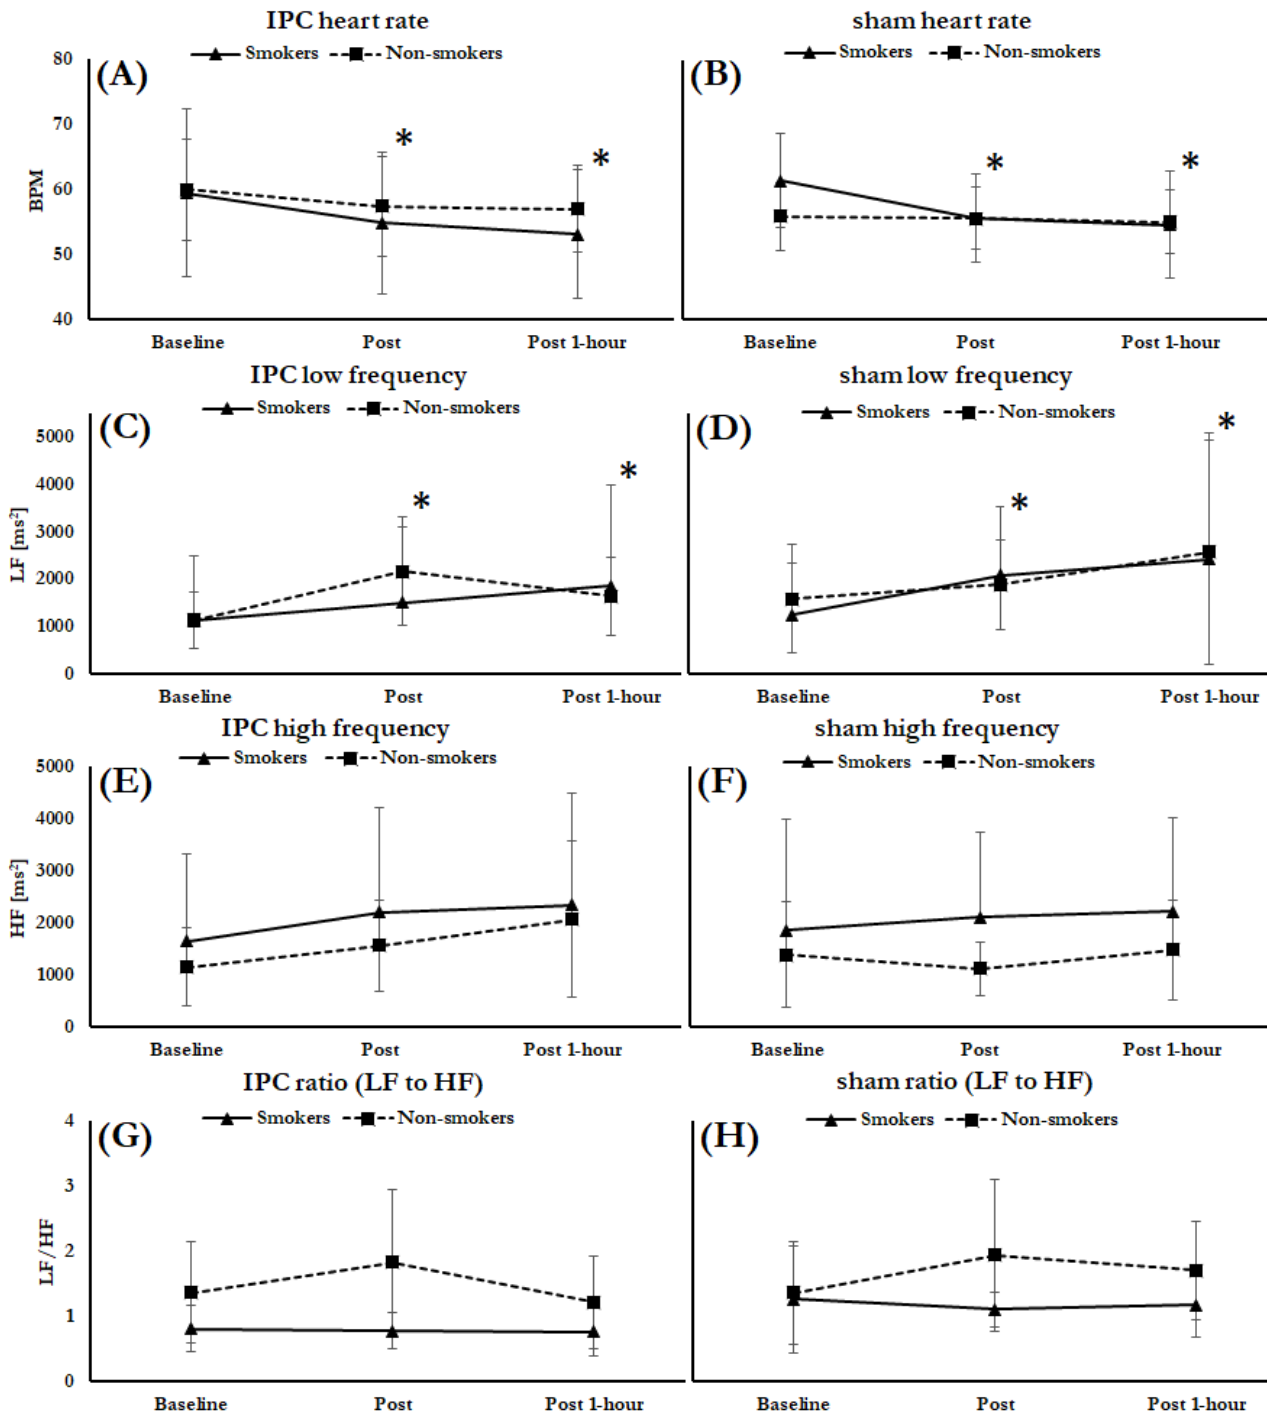 IPC heart rate
Smokers Non-smokers
(A)
80
70
60
50
40
BPM
* *
Baseline Post Post 1-hour
sham heart rate
Smokers Non-smokers
(B)
* *
Baseline Post Post 1-hour
IPC low frequency
Smokers Non-smokers
(C)
5000
4000
3000
2000
1000
0
LF [ms²]
* *
Baseline Post Post 1-hour
sham low frequency
Smokers Non-smokers
(D)
* *
Baseline Post Post 1-hour
IPC high frequency
Smokers Non-smokers
(E)
5000
4000
3000
2000
1000
0
HF [ms²]
Baseline Post Post 1-hour
sham high frequency
Smokers Non-smokers
(F)
Baseline Post Post 1-hour
IPC ratio (LF to HF)
Smokers Non-smokers
(G)
4
3
2
1
0
LF/HF
Baseline Post Post 1-hour
sham ratio (LF to HF)
Smokers Non-smokers
(H)
Baseline Post Post 1-hour